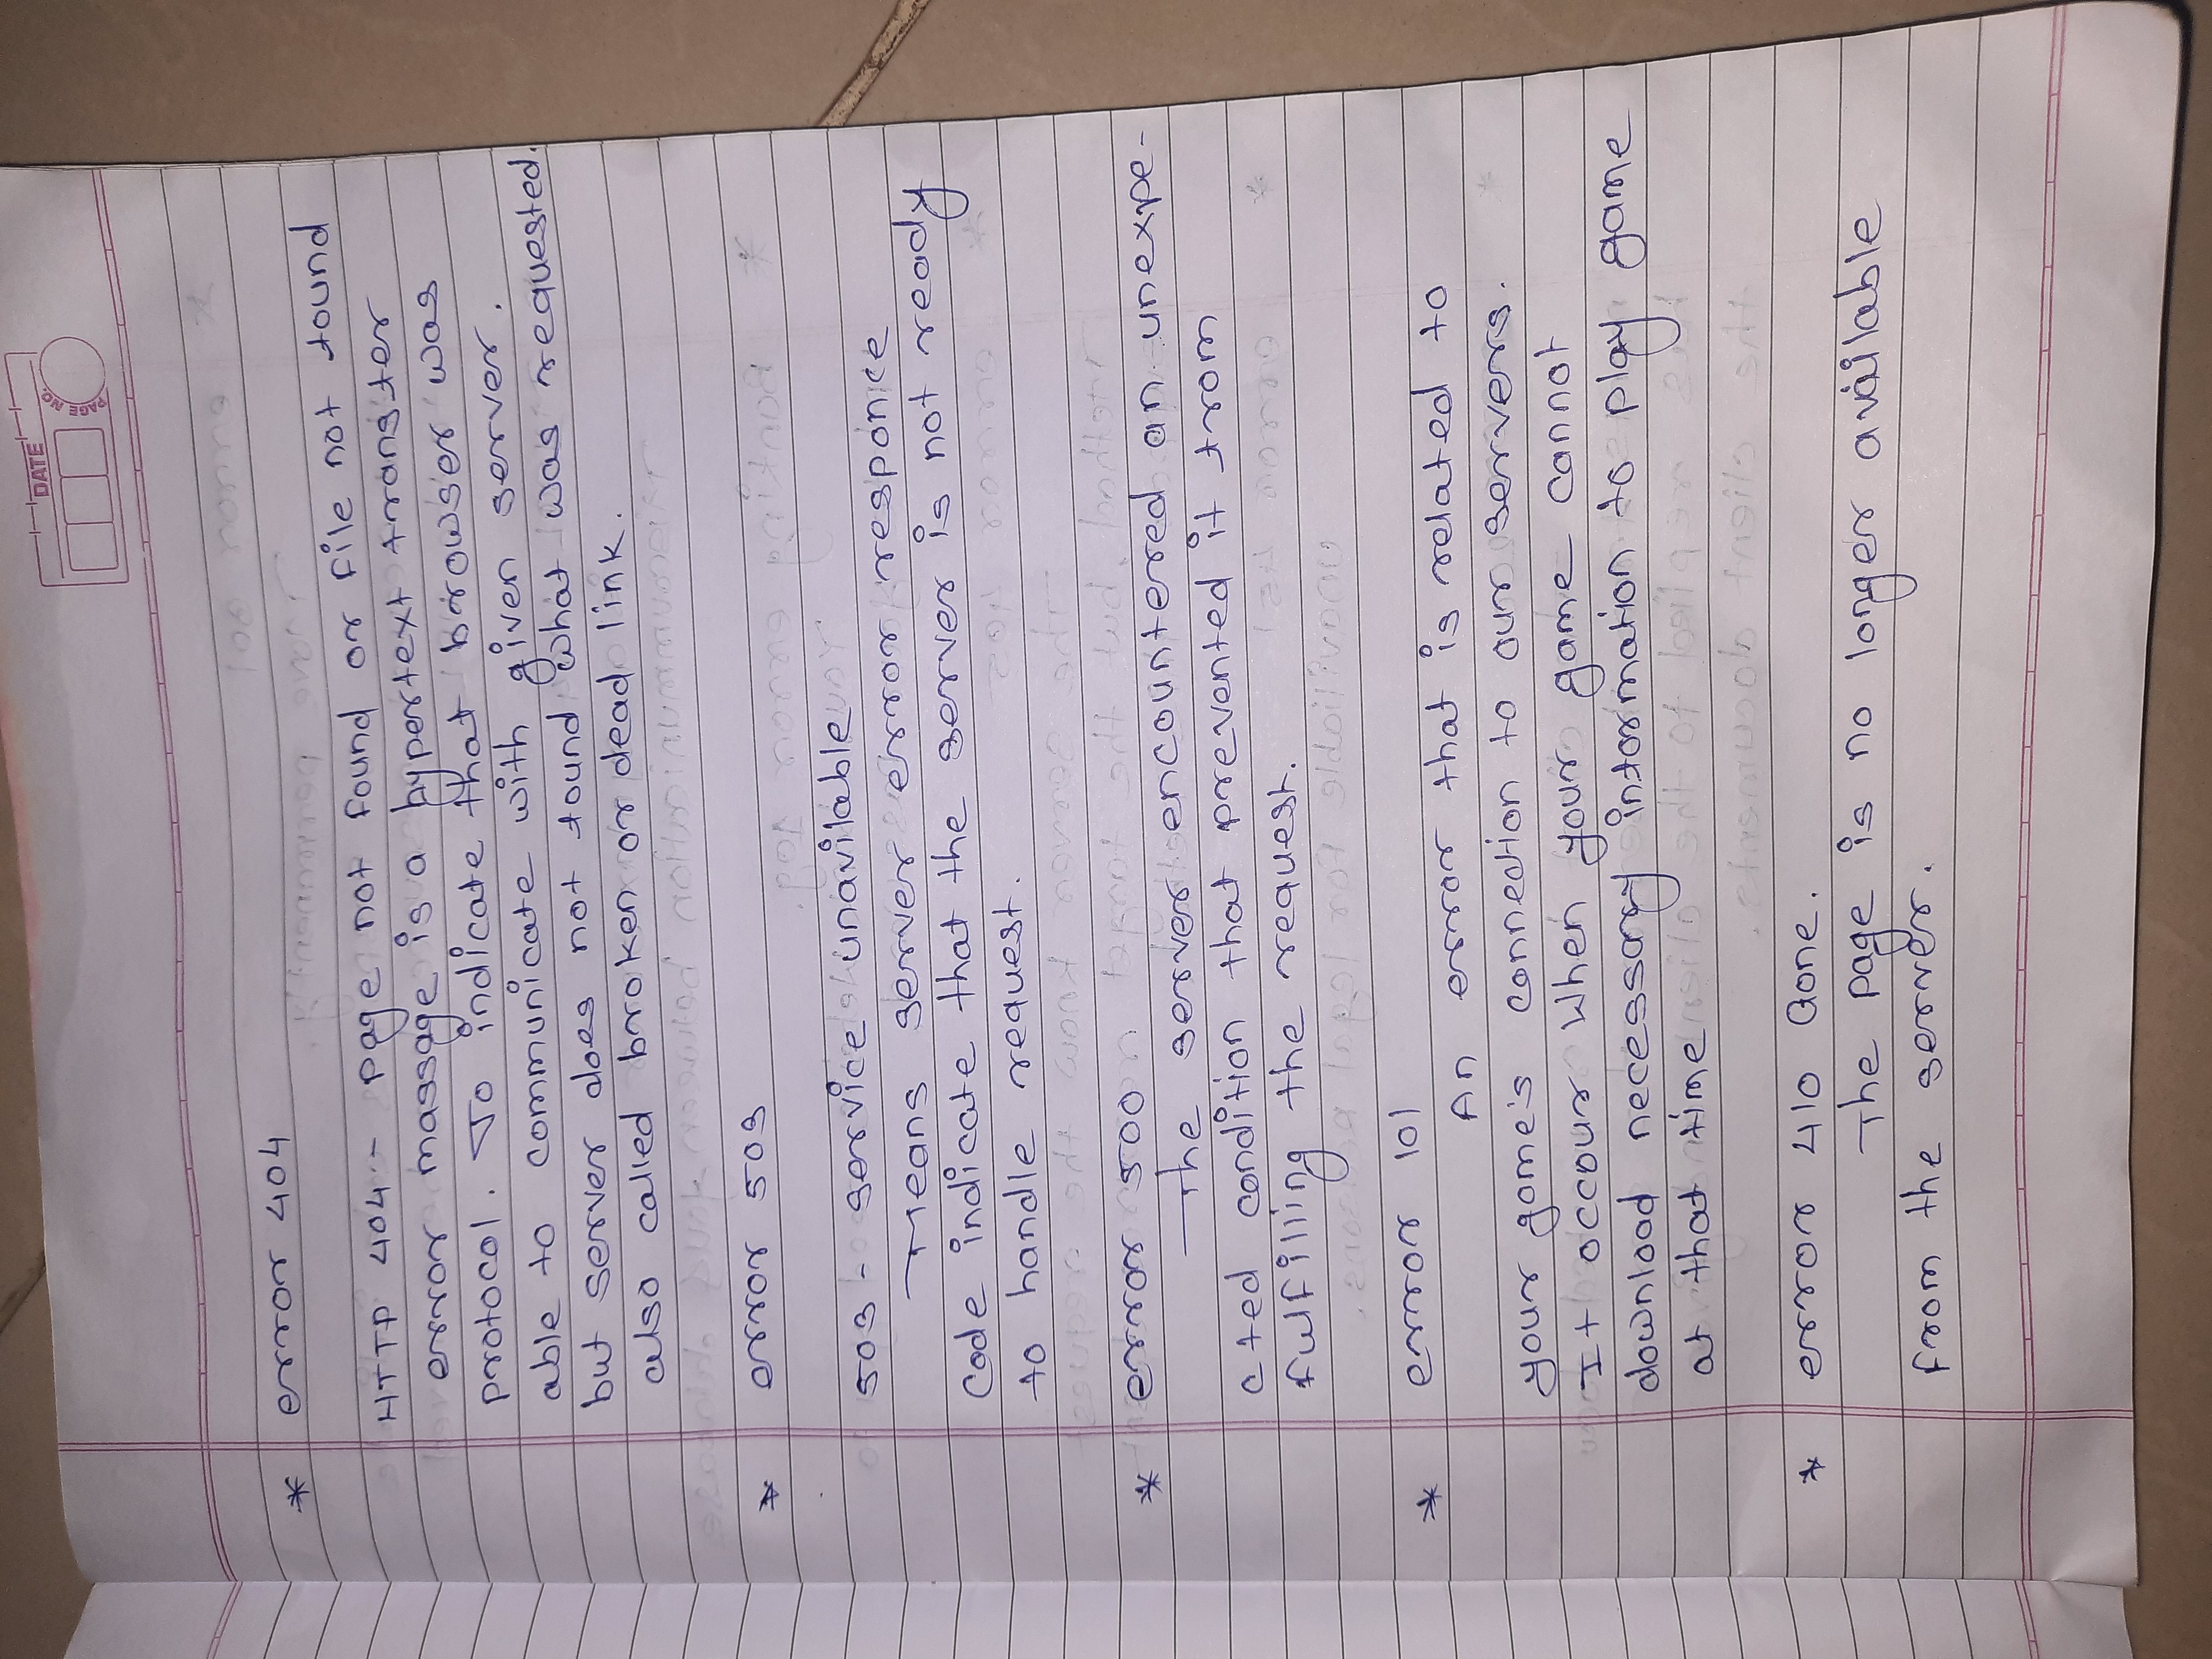 DATE
PAGE NO.
* error 404
HTTP 404 :- page not found or file not found
error massage is a hypertext transfer
protocol. To indicate that browser was
able to communicate with given server.
but server does not found what was requested.
also called broken or dead link.
* error 503
503 - service unavilable
Means server error responce
code indicate that the server is not ready
to handle request.
* error 500
The server encountered an unexpe-
cted condition that prevented it from
fulfilling the request.
* error 101
An error that is related to
your game's connection to our servers.
It occour When your game cannot
download necessary information to play game
at that time
* error 410 Gone.
The page is no longer available
from the server.